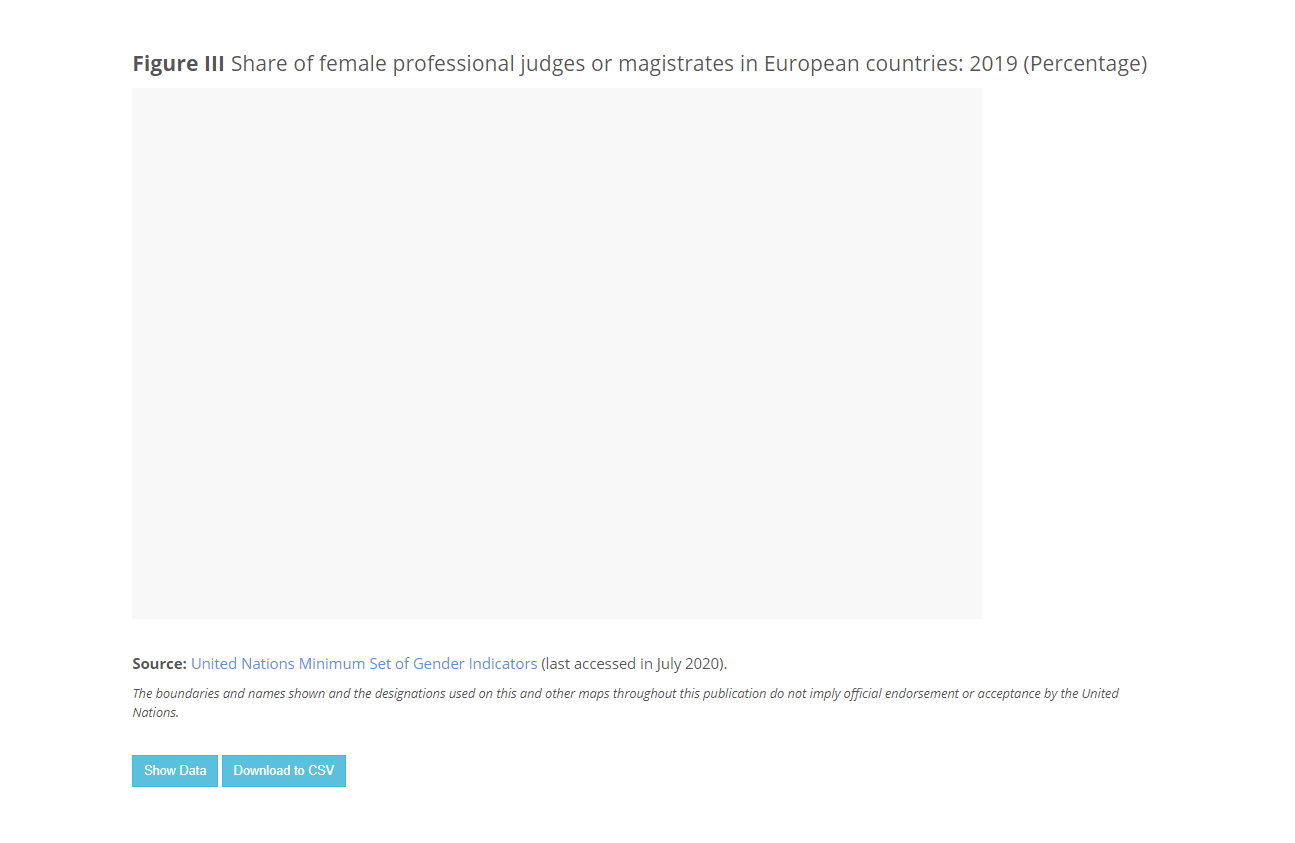 Figure III Share of female professional judges or magistrates in European countries: 2019 (Percentage)
Source: United Nations Minimum Set of Gender Indicators (last accessed in July 2020).
The boundaries and names shown and the designations used on this and other maps throughout this publication do not imply official endorsement or acceptance by the United
Nations.
Show Data Download to CSV